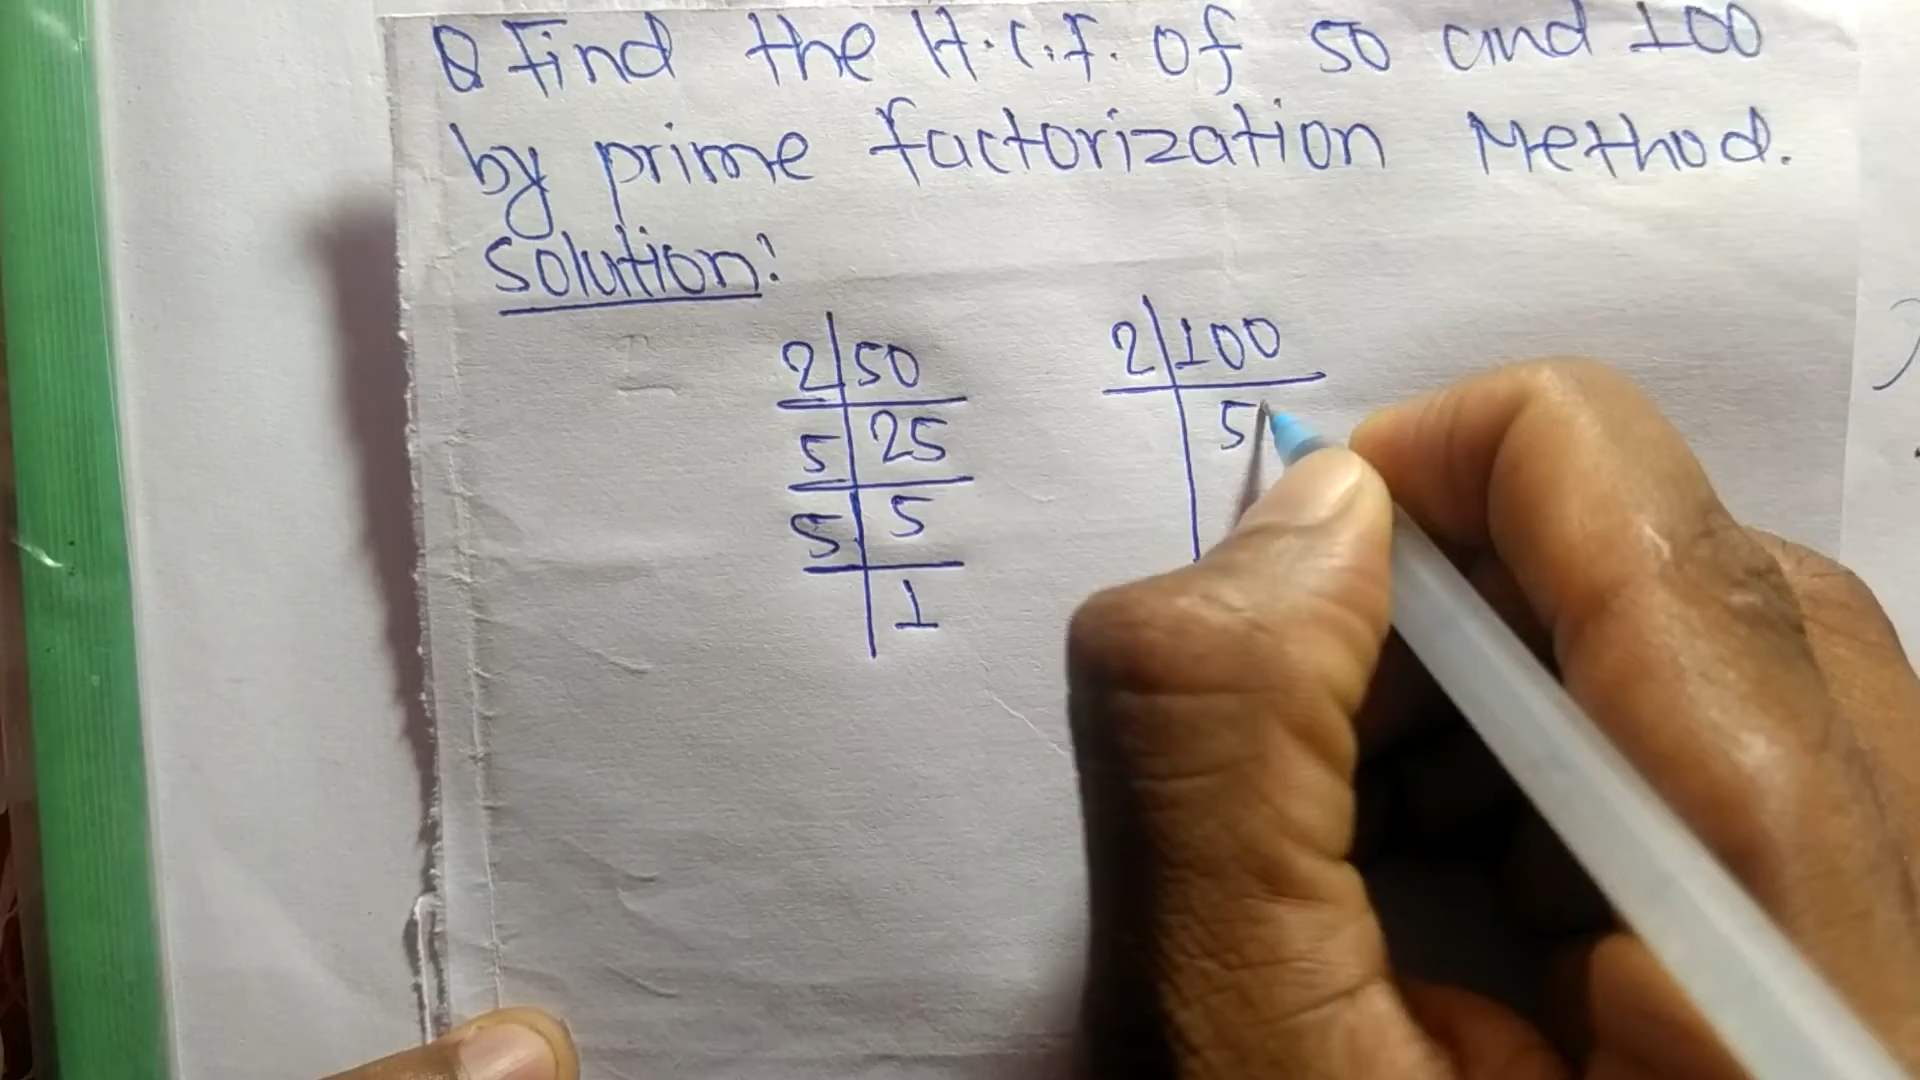 Q Find the H.C.F. of 50 and 100
by prime factorization Method.
Solution:
2 50
5 25
5 5
1
2 100
5